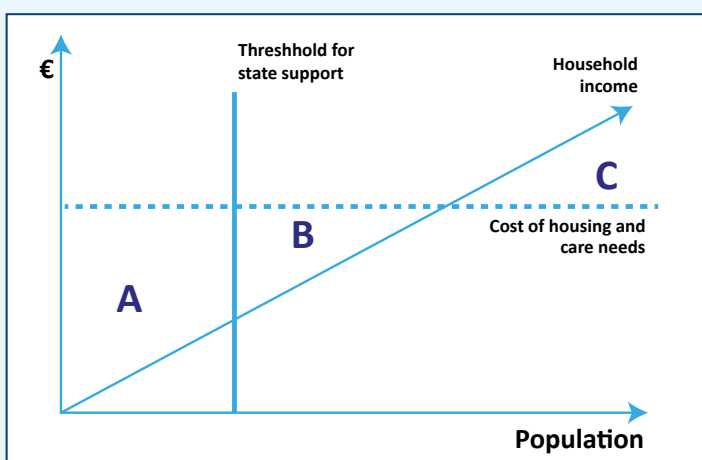 Threshhold for
state support
€
Household
income
C
B
Cost of housing and
care needs
A
Population